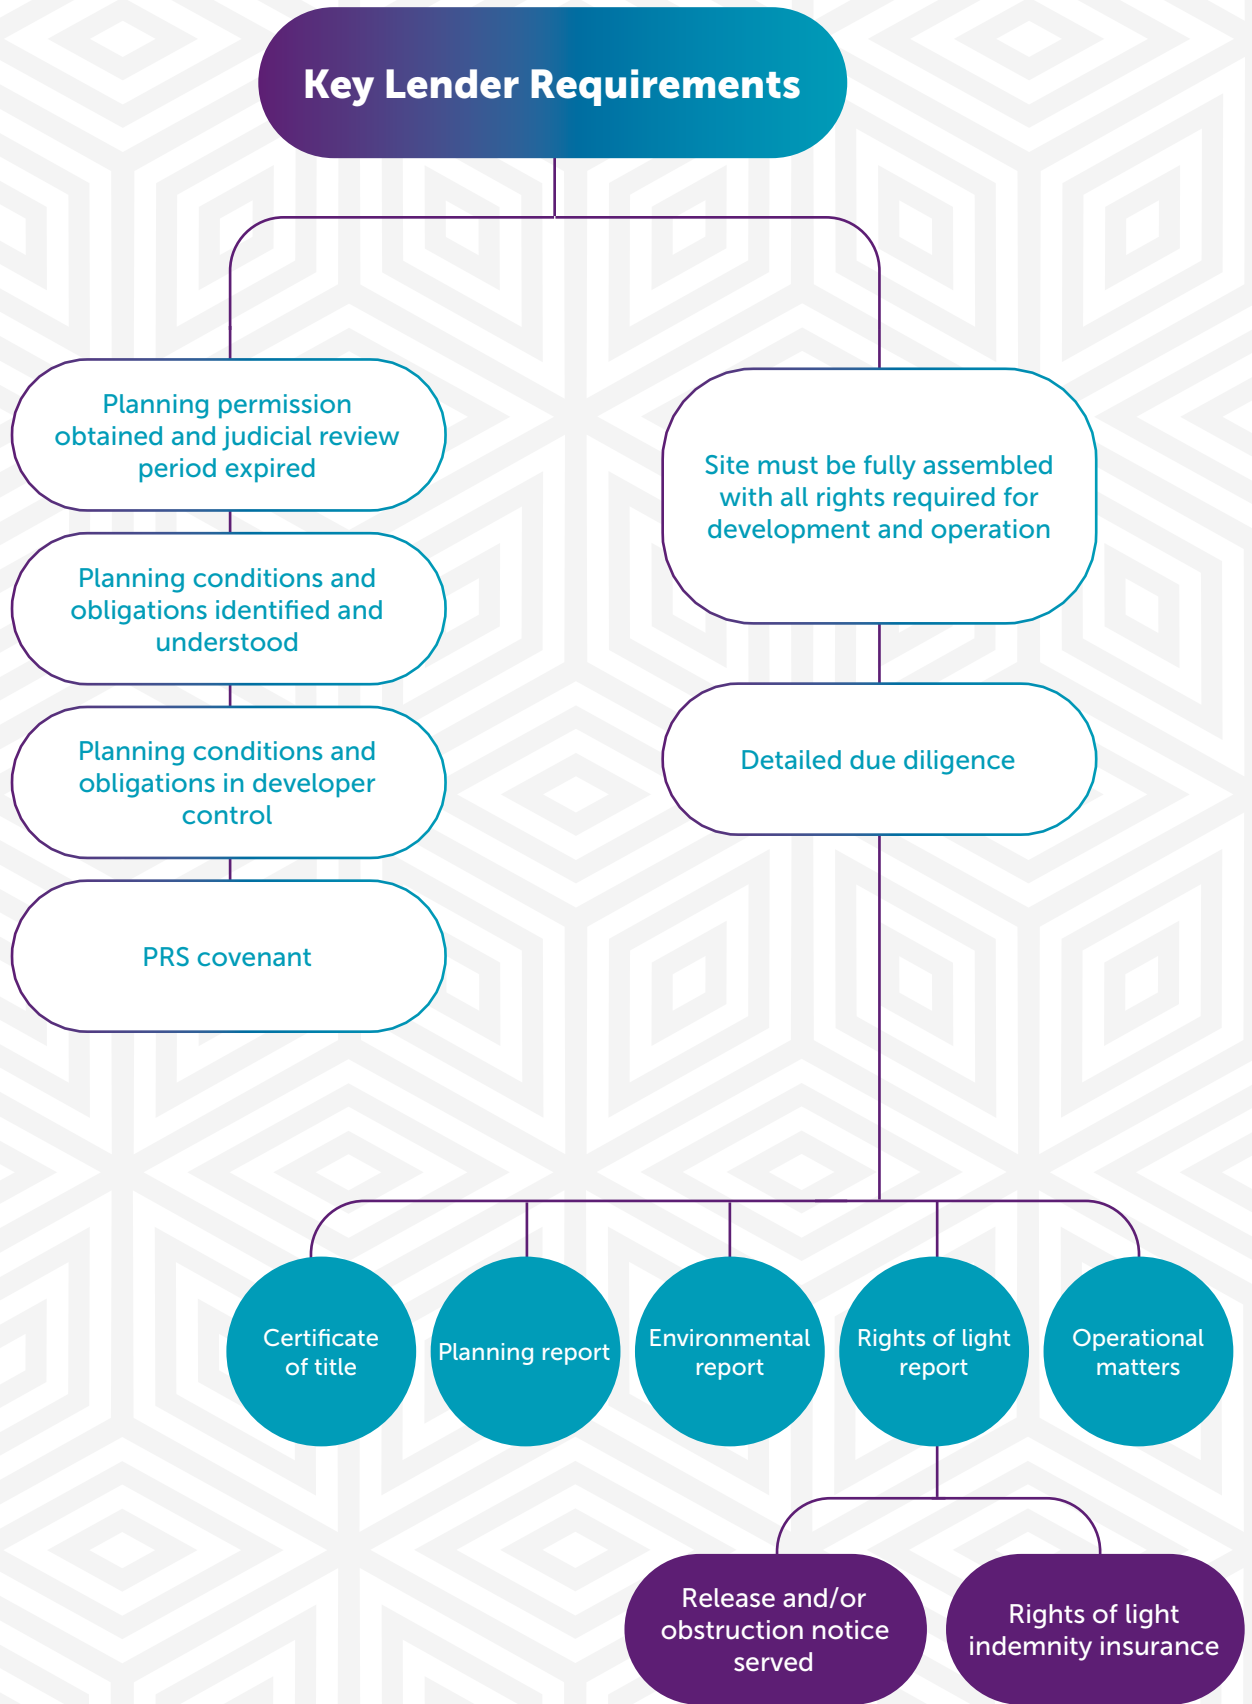 Key Lender Requirements
Planning permission
obtained and judicial review
period expired
Planning conditions and
obligations identified and
understood
Planning conditions and
obligations in developer
control
PRS covenant
Site must be fully assembled
with all rights required for
development and operation
Detailed due diligence
Certificate
of title
Planning report
Environmental
report
Rights of light
report
Operational
matters
Release and/or
obstruction notice
served
Rights of light
indemnity insurance